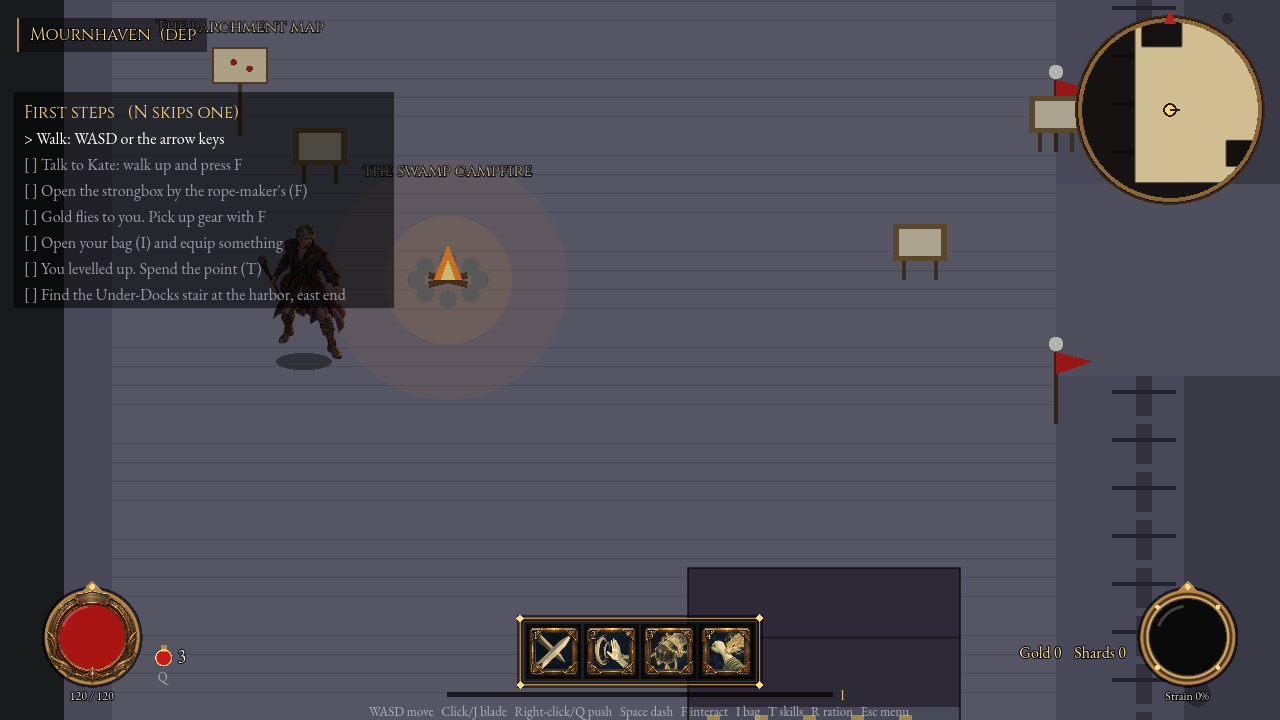 THE PARCHMENT MAP
Mournhaven (DEP
First steps (N skips one)
> Walk: WASD or the arrow keys
[ ] Talk to Kate: walk up and press F
[ ] Open the strongbox by the rope-maker's (F)
[ ] Gold flies to you. Pick up gear with F
[ ] Open your bag (I) and equip something
[ ] You levelled up. Spend the point (T)
[ ] Find the Under-Docks stair at the harbor, east end
THE SWAMP CAMPFIRE
3
Q
120 / 120
1 2 3 4
1
Gold 0 Shards 0
Strain 0%
WASD move Click/J blade Right-click/Q push Space dash F interact I bag T skills R ration Esc menu